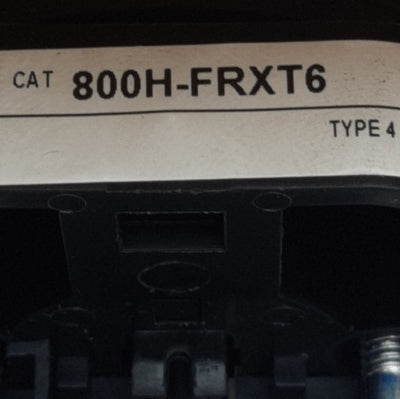 CAT 800H-FRXT6
TYPE 4